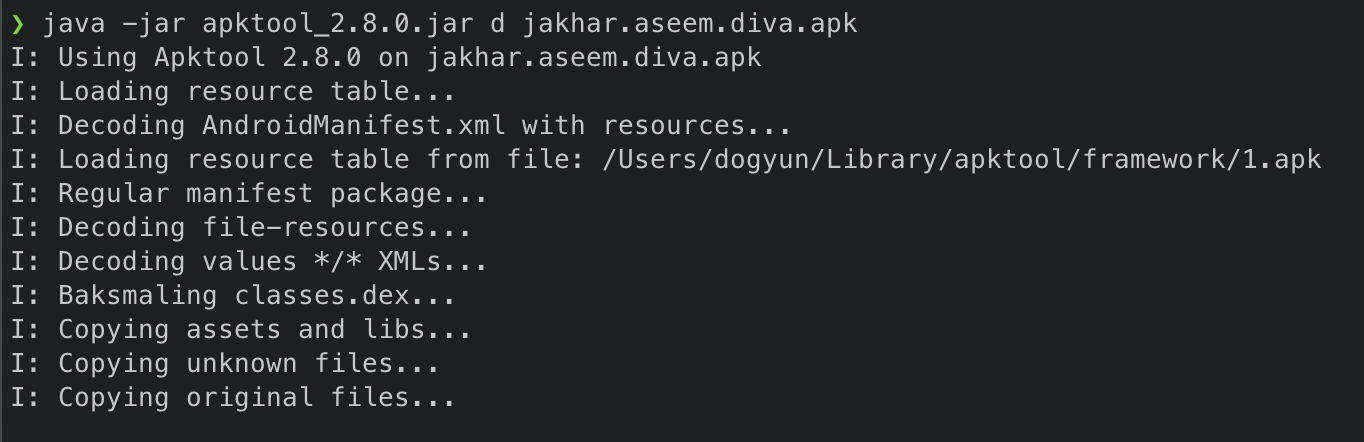 ❯ java -jar apktool_2.8.0.jar d jakhar.aseem.diva.apk
I: Using Apktool 2.8.0 on jakhar.aseem.diva.apk
I: Loading resource table...
I: Decoding AndroidManifest.xml with resources...
I: Loading resource table from file: /Users/dogyun/Library/apktool/framework/1.apk
I: Regular manifest package...
I: Decoding file-resources...
I: Decoding values */* XMLs...
I: Baksmaling classes.dex...
I: Copying assets and libs...
I: Copying unknown files...
I: Copying original files...